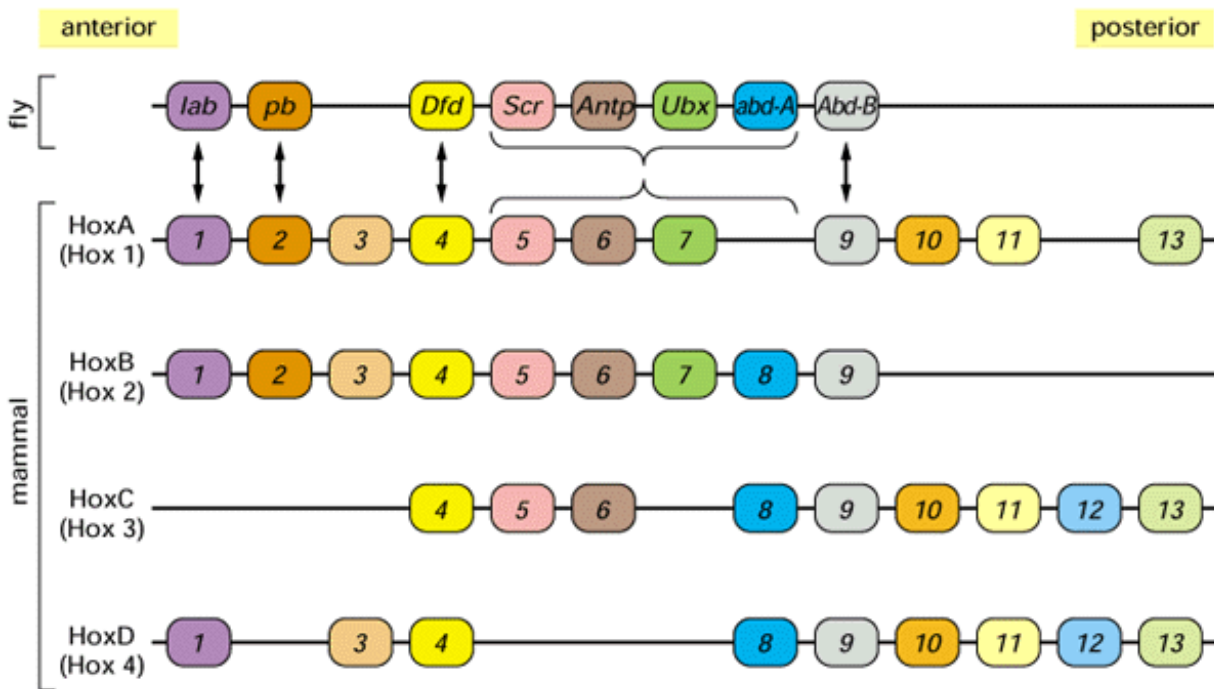 anterior posterior
fly
lab pb Dfd Scr Antp Ubx abd-A Abd-B
mammal
HoxA
(Hox 1)
1 2 3 4 5 6 7 9 10 11 13
HoxB
(Hox 2)
1 2 3 4 5 6 7 8 9
HoxC
(Hox 3)
4 5 6 8 9 10 11 12 13
HoxD
(Hox 4)
1 3 4 8 9 10 11 12 13